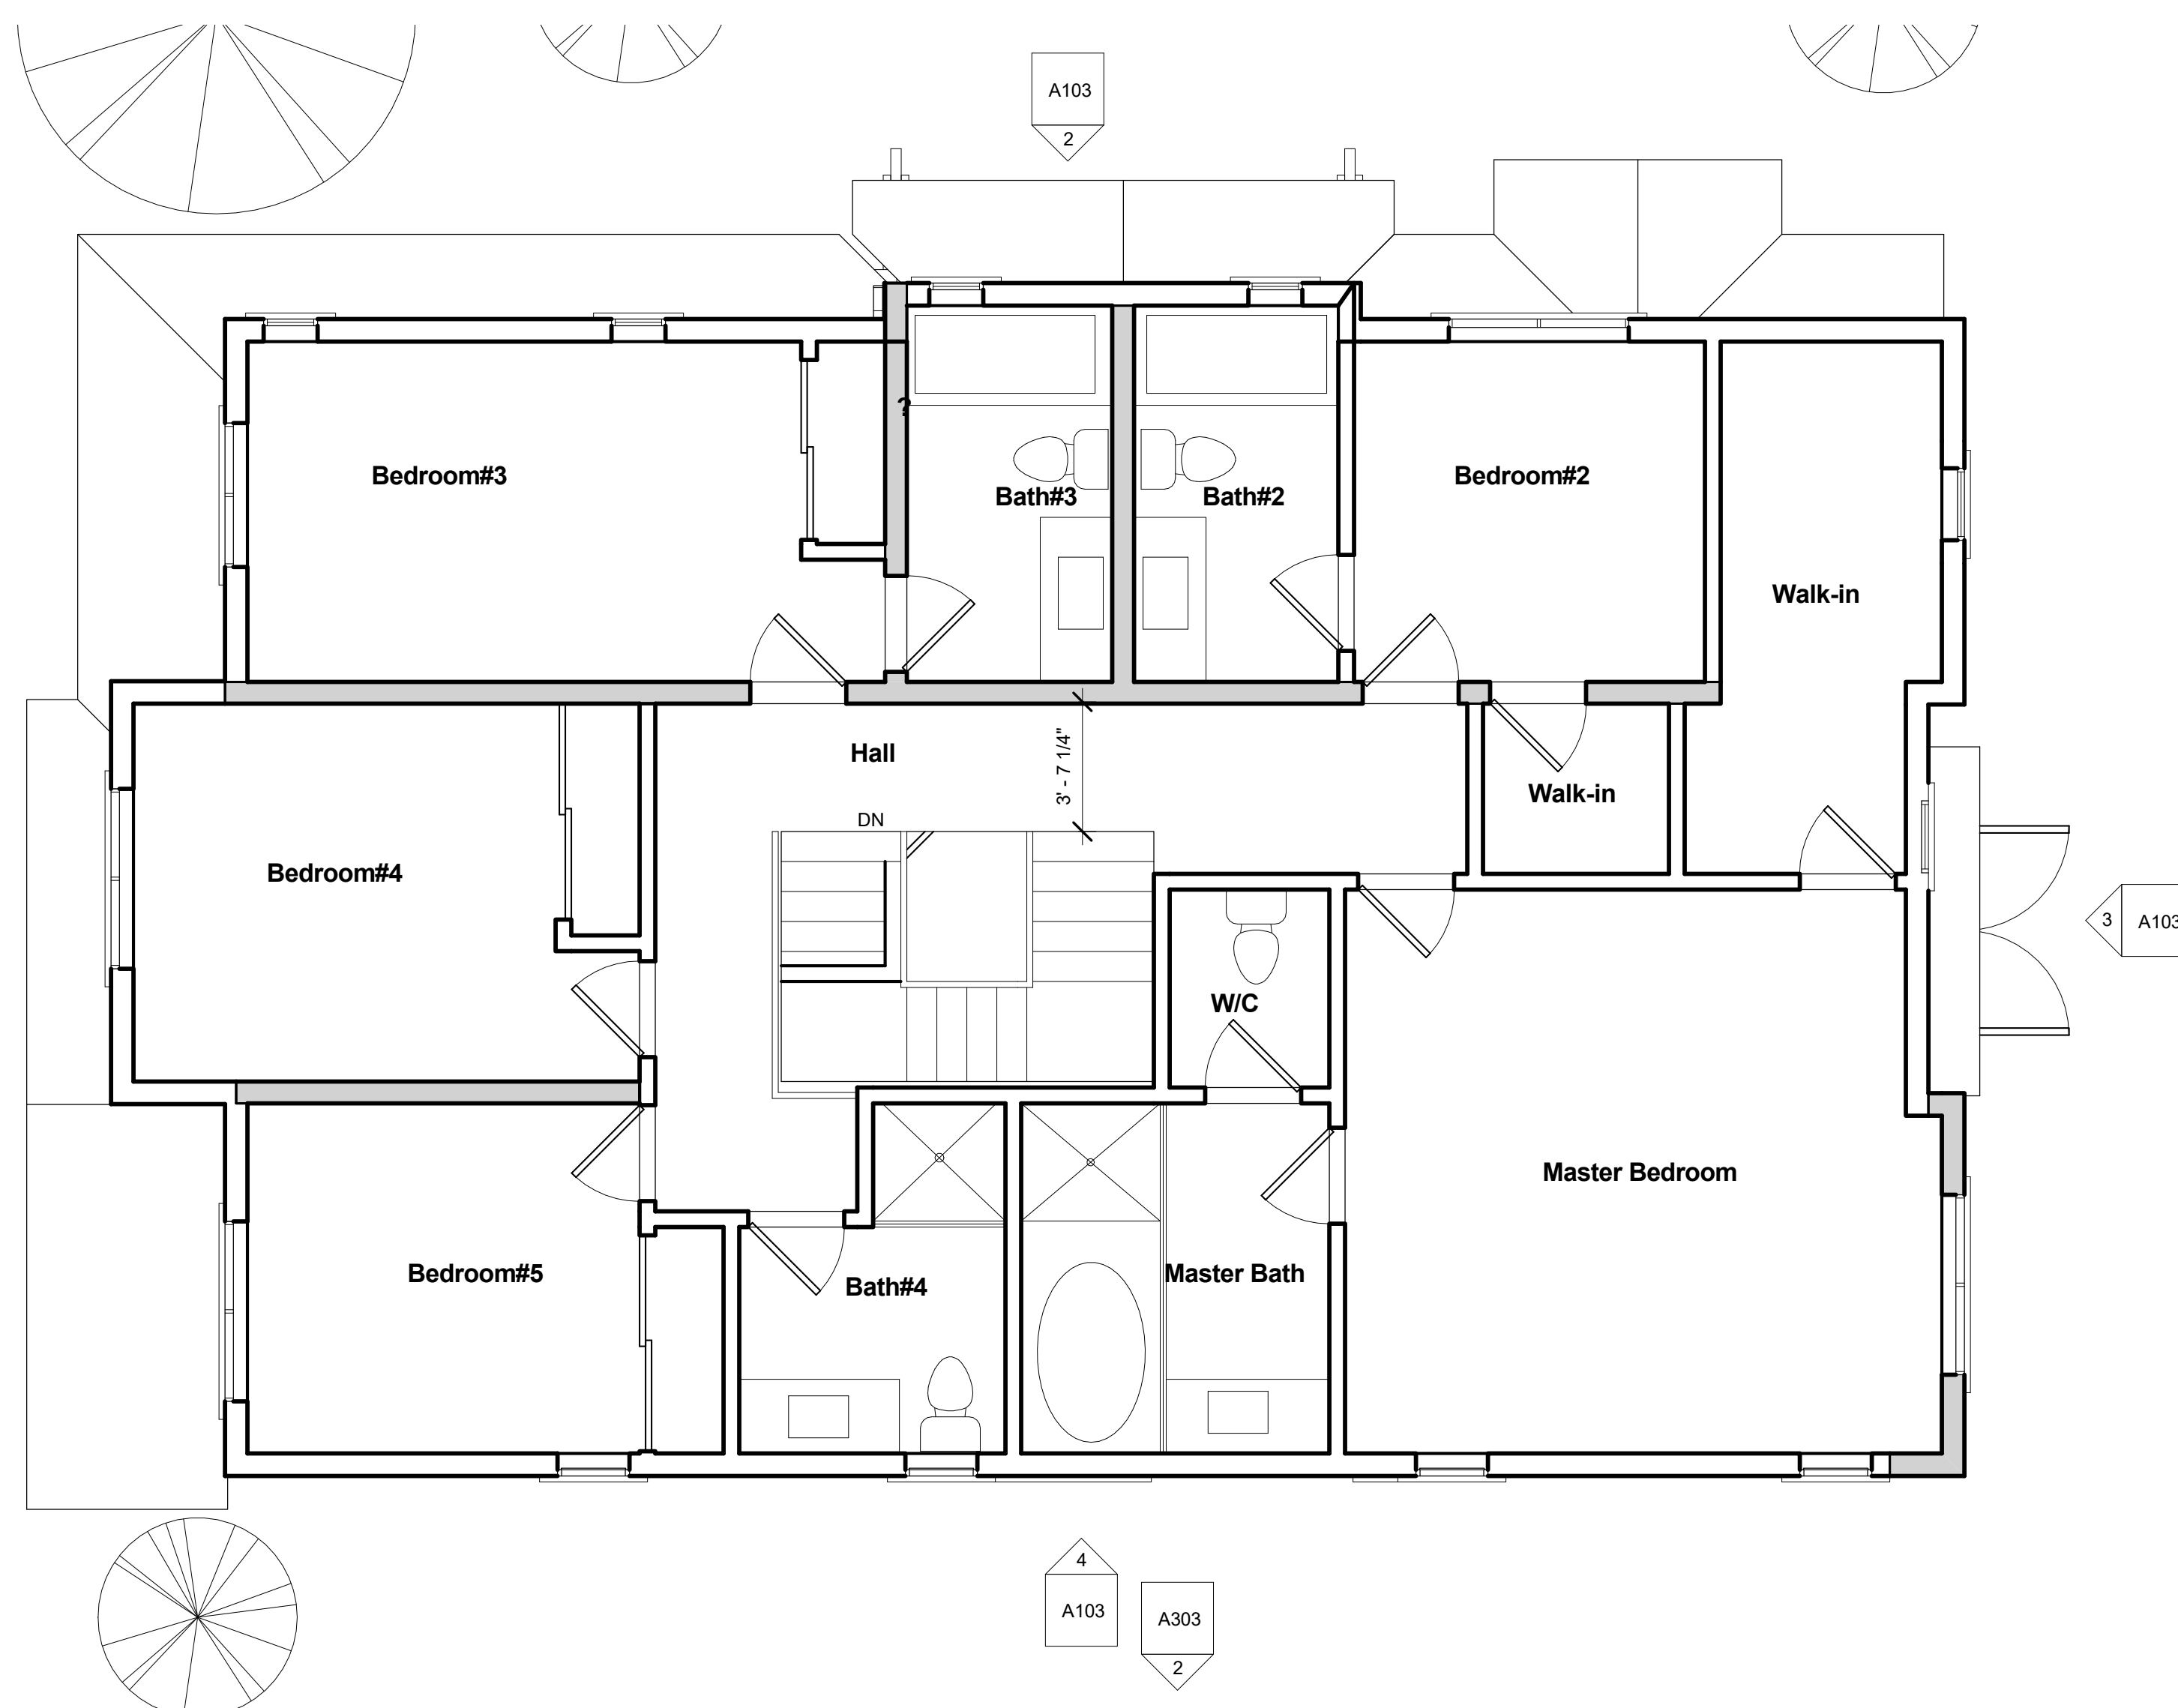 A103
2
?
Bedroom#3
Bedroom#2
Bath#3
Bath#2
Walk-in
Hall
3' - 7 1/4"
Walk-in
DN
Bedroom#4
3
A103
W/C
Master Bedroom
Bedroom#5
Master Bath
Bath#4
4
A103
A303
2